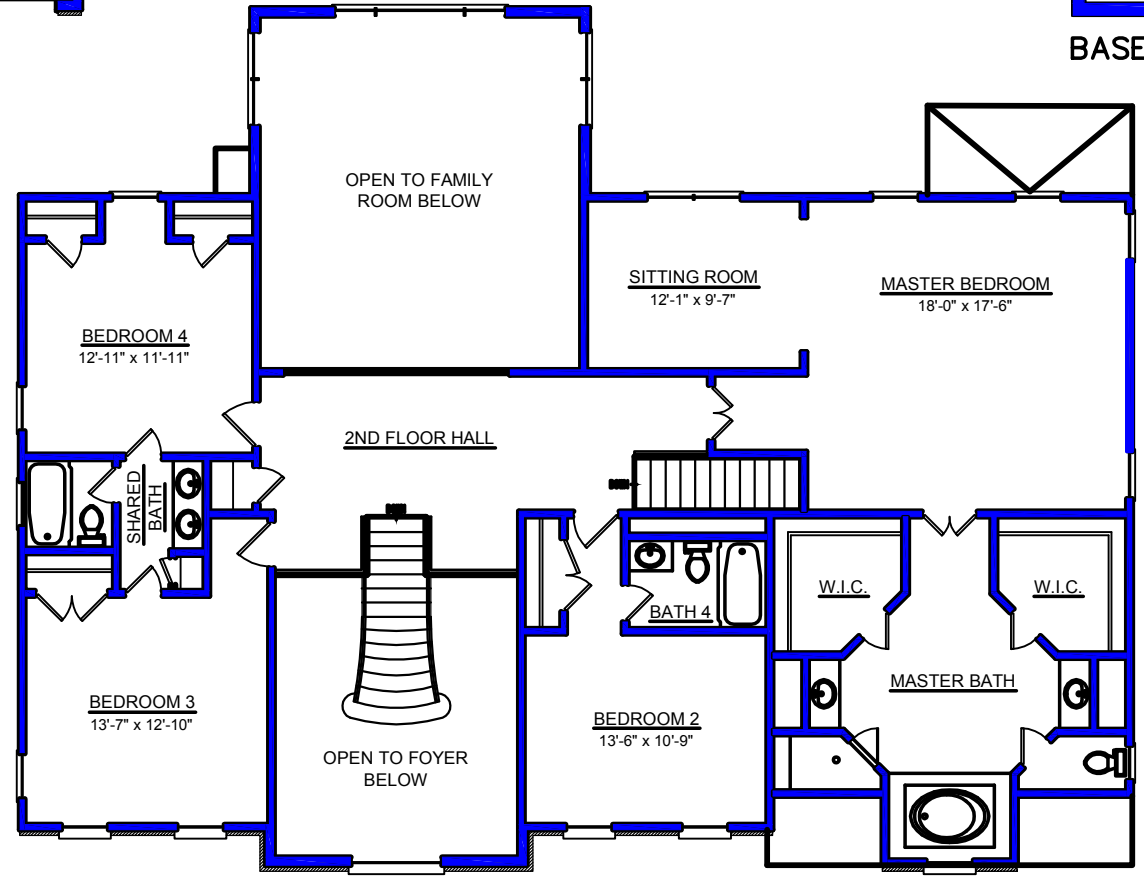 BASE
OPEN TO FAMILY
ROOM BELOW
SITTING ROOM
12'-1" x 9'-7"
MASTER BEDROOM
18'-0" x 17'-6"
BEDROOM 4
12'-11" x 11'-11"
2ND FLOOR HALL
SHARED
BATH
W.I.C.
W.I.C.
BATH 4
MASTER BATH
BEDROOM 3
13'-7" x 12'-10"
BEDROOM 2
13'-6" x 10'-9"
OPEN TO FOYER
BELOW